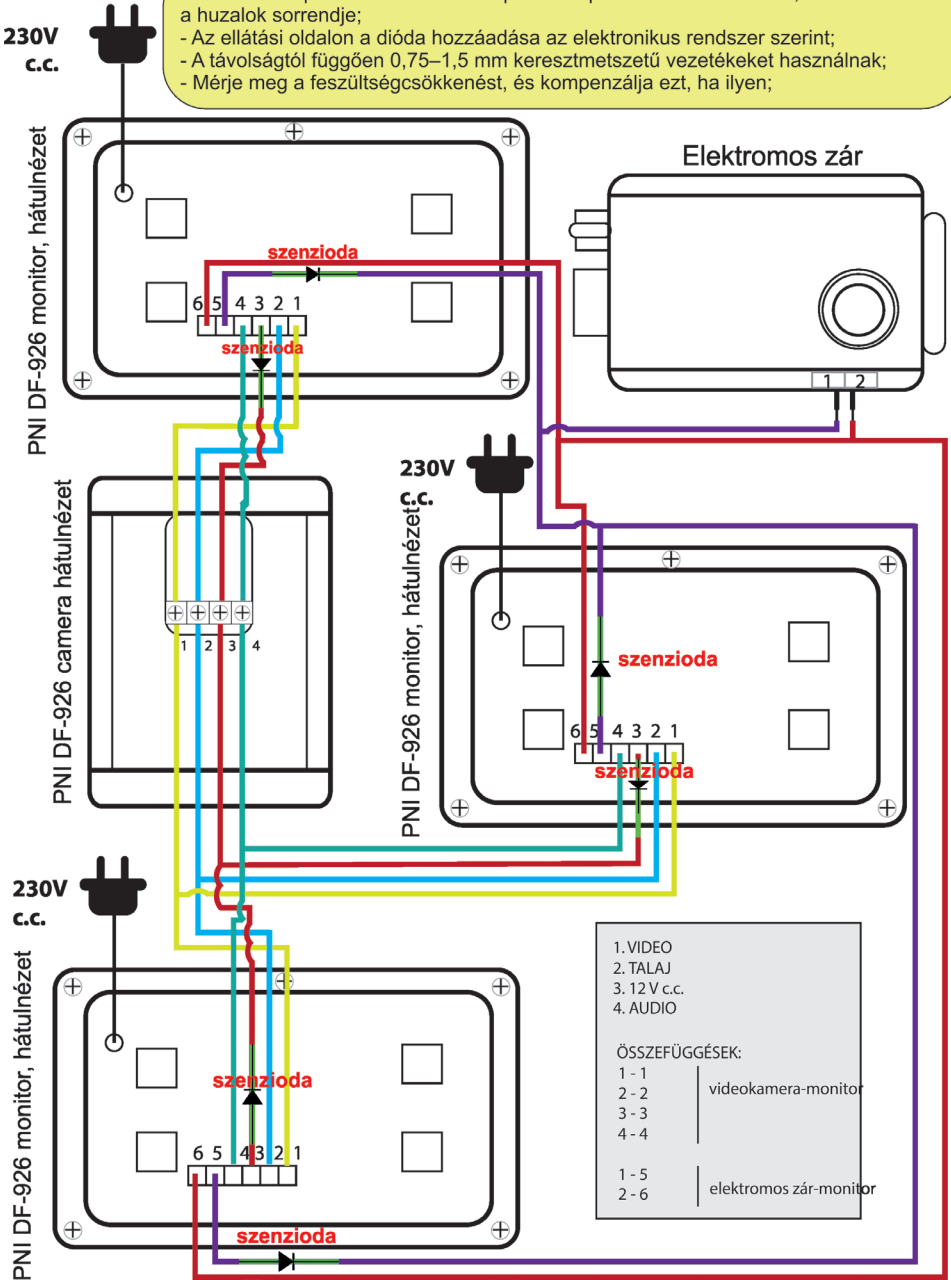 a huzalok sorrendje;
- Az ellátási oldalon a dióda hozzáadása az elektronikus rendszer szerint;
- A távolságtól függően 0,75–1,5 mm keresztmetszetű vezetékeket használnak;
- Mérje meg a feszültségcsökkenést, és kompenzálja ezt, ha ilyen;
230V
c.c.
PNI DF-926 monitor, hátulnézet
szenzioda
6 5 4 3 2 1
szenzioda
Elektromos zár
1 2
PNI DF-926 camera hátulnézet
1 2 3 4
230V
c.c.
PNI DF-926 monitor, hátulnézet
szenzioda
6 5 4 3 2 1
szenzioda
230V
c.c.
PNI DF-926 monitor, hátulnézet
szenzioda
6 5 4 3 2 1
szenzioda
1. VIDEO
2. TALAJ
3. 12 V c.c.
4. AUDIO
ÖSSZEFÜGGÉSEK:
1 - 1
2 - 2
3 - 3
4 - 4
videokamera-monitor
1 - 5
2 - 6
elektromos zár-monitor